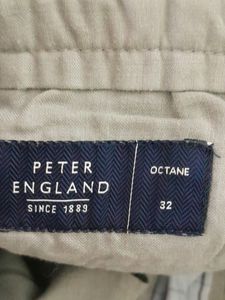 PETER
ENGLAND
SINCE 1889
OCTANE
32